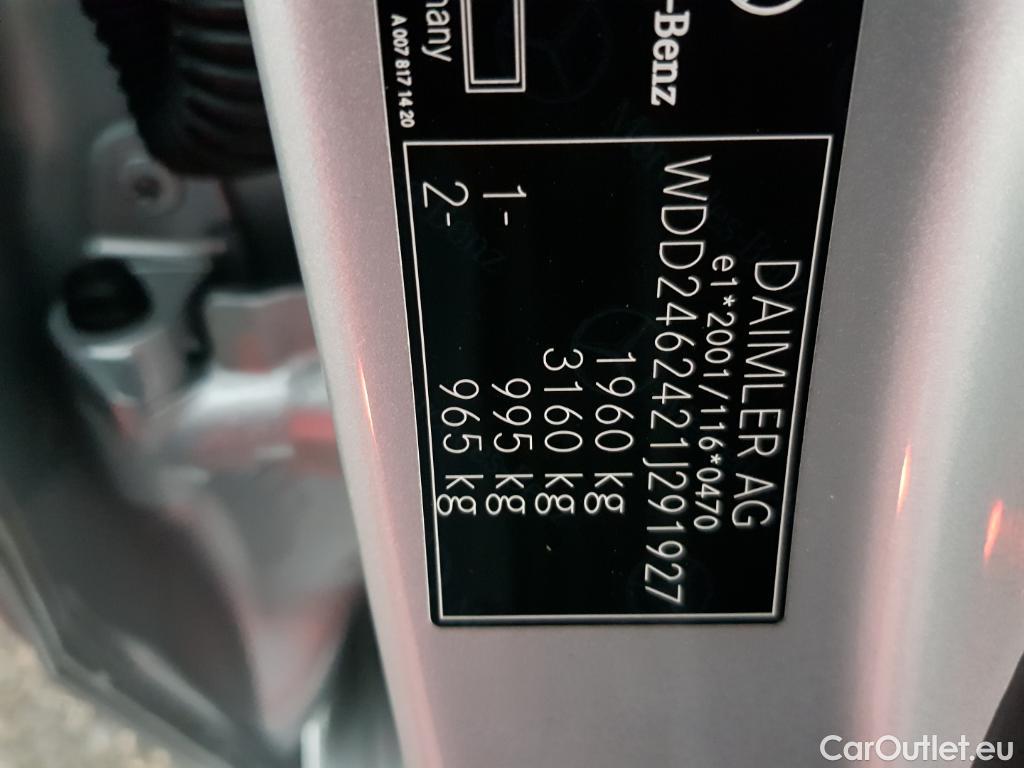 -Benz
many
A 007 817 14 20
DAIMLER AG
e1*2001/116*0470
WDD2462421J291927
1960 kg
3160 kg
1- 995 kg
2- 965 kg
CarOutlet.eu